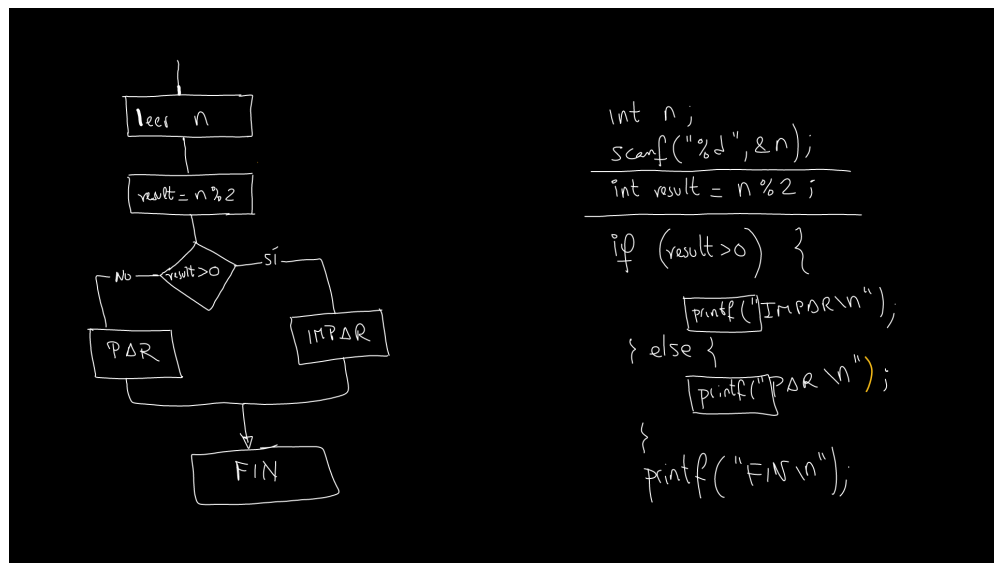 leer n
result = n % 2
result > 0
NO
SÍ
PAR
IMPAR
FIN
int n;
scanf("%d", &n);
int result = n % 2;
if (result>0) {
printf("IMPAR\n");
} else {
printf("PAR\n");
}
printf("FIN\n");